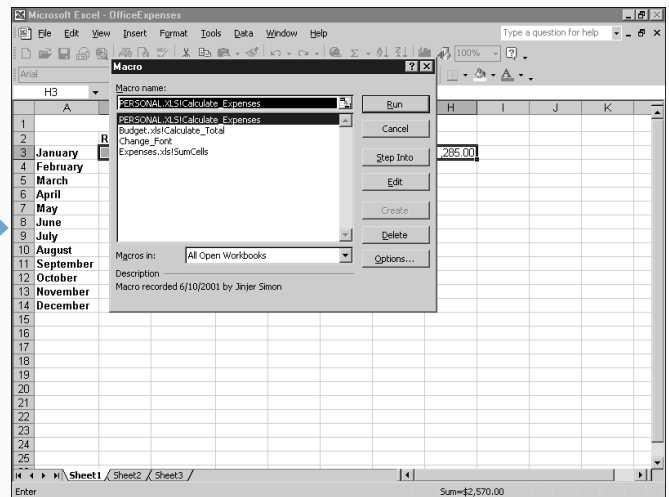 Microsoft Excel - OfficeExpenses
File Edit View Insert Format Tools Data Window Help Type a question for help
100%
Arial
H3
Macro
Macro name:
PERSONAL.XLS!Calculate_Expenses
PERSONAL.XLS!Calculate_Expenses
Budget.xls!Calculate_Total
Change_Font
Expenses.xls!SumCells
Run
Cancel
Step Into
Edit
Create
Delete
Options...
Macros in: All Open Workbooks
Description
Macro recorded 6/10/2001 by Jinjer Simon
A H I J K
1
2 R
3 January ,285.00
4 February
5 March
6 April
7 May
8 June
9 July
10 August
11 September
12 October
13 November
14 December
15
16
17
18
19
20
21
22
23
24
25
Sheet1 Sheet2 Sheet3
Enter Sum=$2,570.00